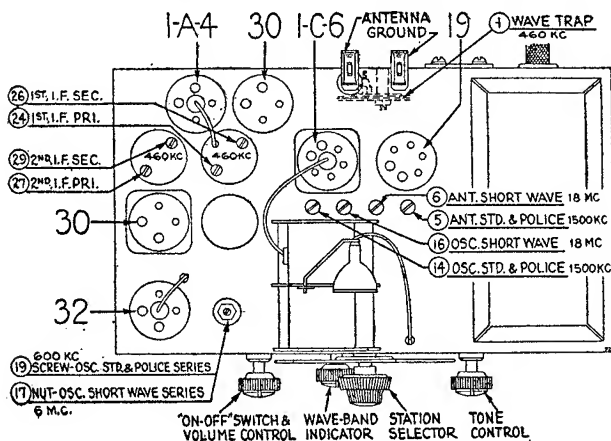 1-A-4 30 1-C-6 19
ANTENNA
GROUND
1 WAVE TRAP
460 KC
26 1ST. I.F. SEC.
24 1ST. I.F. PRI.
29 2ND. I.F. SEC.
27 2ND. I.F. PRI.
460KC
460KC
6 ANT. SHORT WAVE 18 MC
5 ANT. STD. & POLICE 1500KC
16 OSC. SHORT WAVE 18 MC
14 OSC. STD. & POLICE 1500KC
30
32
600 KC
19 SCREW-OSC. STD. & POLICE SERIES
17 NUT-OSC. SHORT WAVE SERIES
6 M.C.
"ON-OFF" SWITCH &
VOLUME CONTROL
WAVE-BAND
INDICATOR
STATION
SELECTOR
TONE
CONTROL